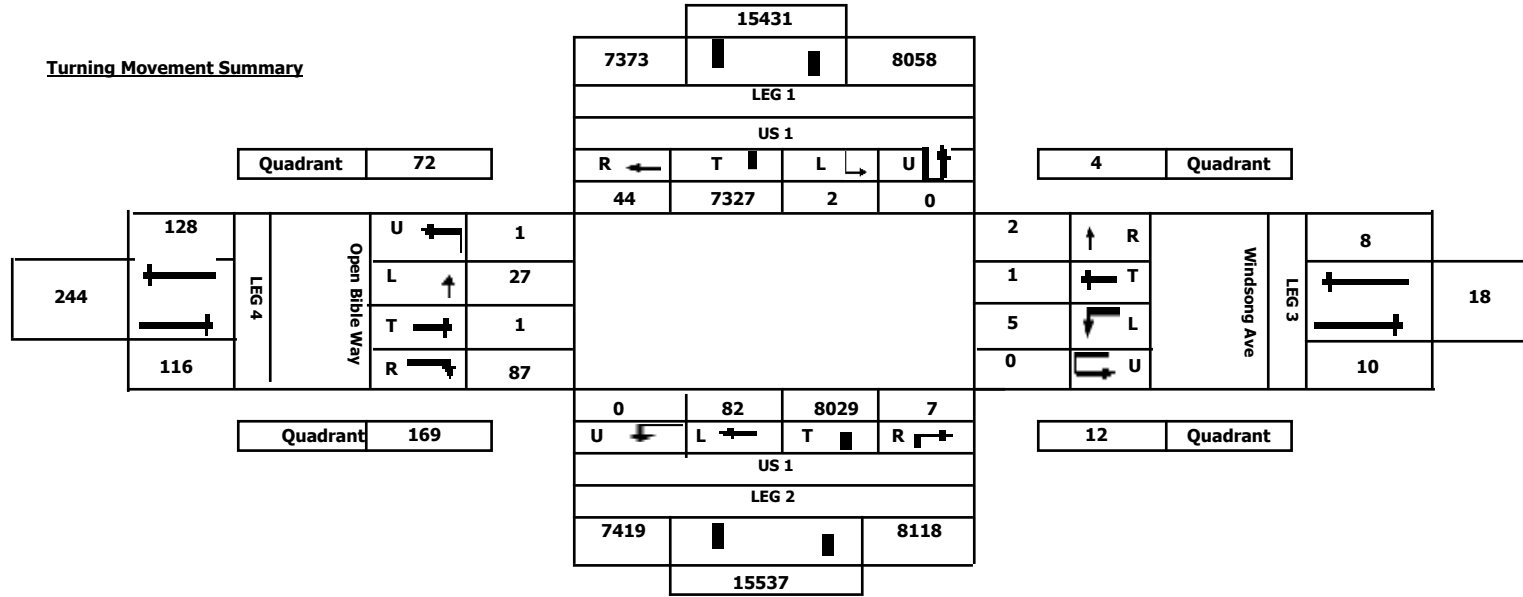 15431
Turning Movement Summary
7373 8058
LEG 1
US 1
Quadrant 72
R T L U
4 Quadrant
44 7327 2 0
128
U 1
2 R
8
244
LEG 4
Open Bible Way
L 27
1 T
Windsong Ave
LEG 3
18
T 1
5 L
116
R 87
0 U
10
0 82 8029 7
Quadrant 169
U L T R
12 Quadrant
US 1
LEG 2
7419 8118
15537